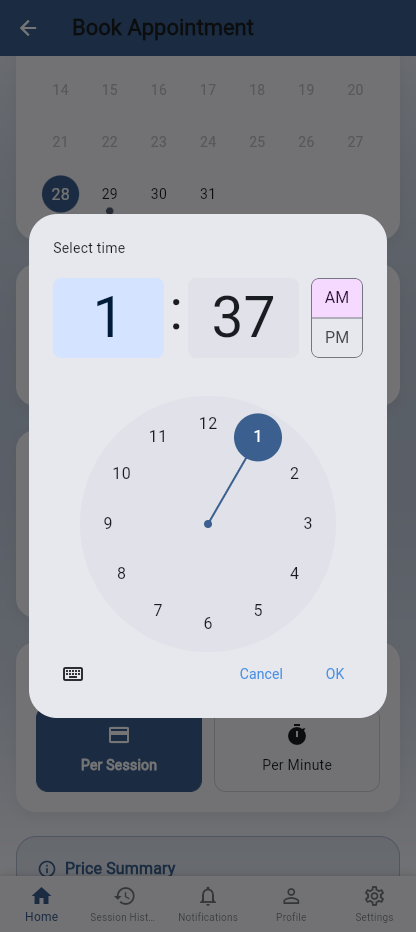 Book Appointment
14 15 16 17 18 19 20
21 22 23 24 25 26 27
28 29 30 31
Select time
1 : 37
AM
PM
12
11 1
10 2
9 3
8 4
7 5
6
Cancel OK
Per Session Per Minute
Price Summary
Home Session Hist... Notifications Profile Settings